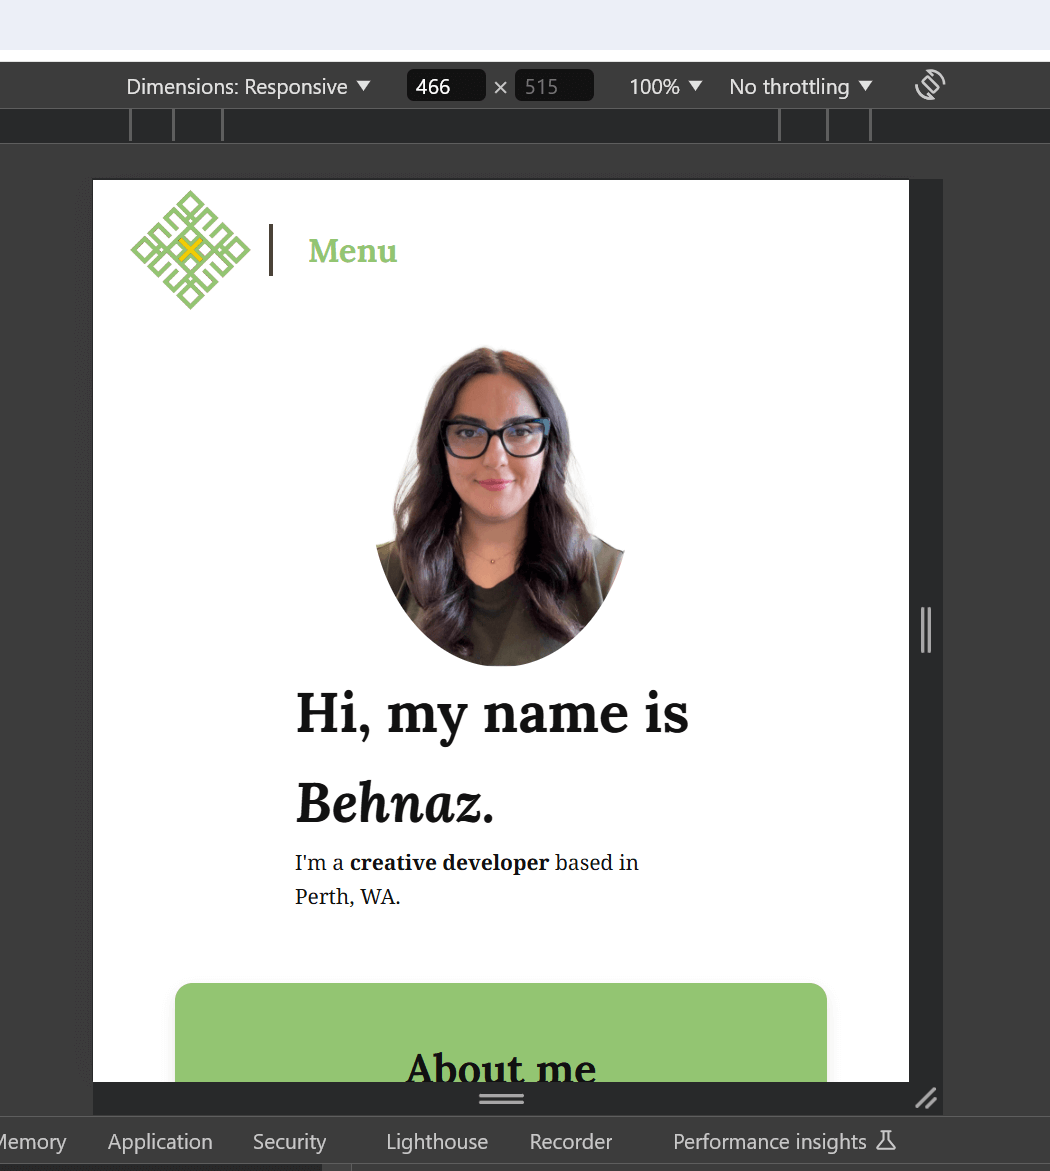 Dimensions: Responsive 466 × 515 100% No throttling
Menu
Hi, my name is
Behnaz.
I'm a creative developer based in
Perth, WA.
About me
Memory Application Security Lighthouse Recorder Performance insights